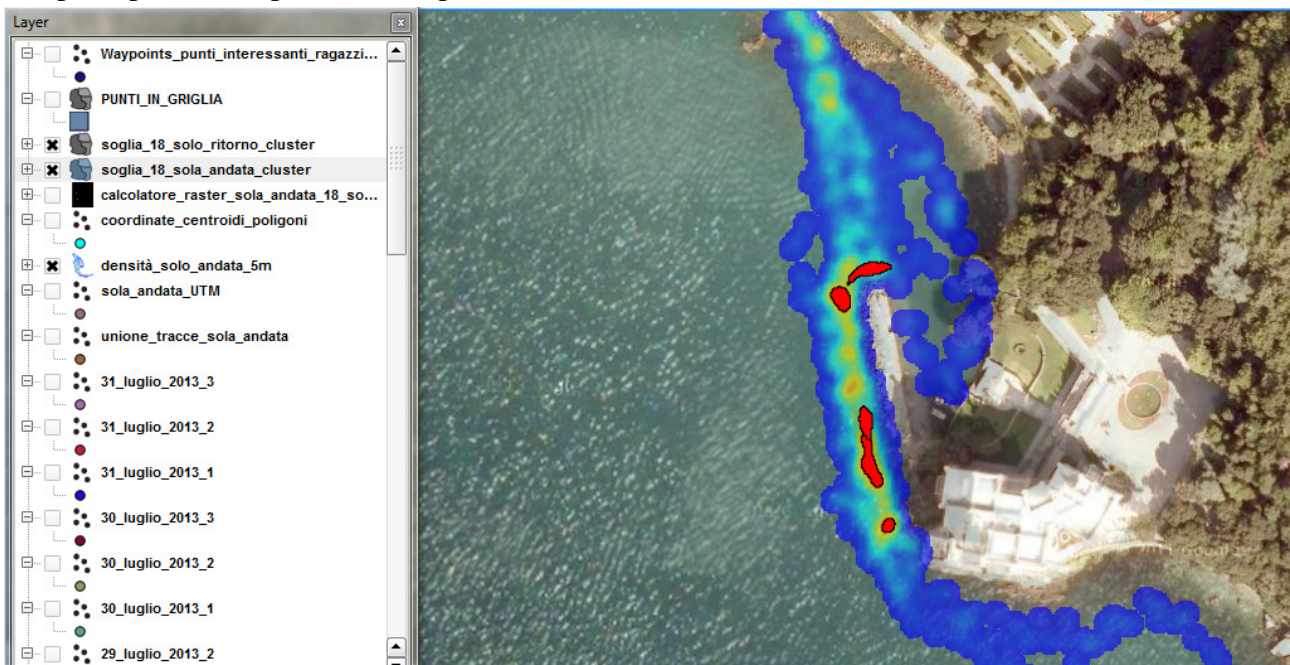 Layer
Waypoints_punti_interessanti_ragazzi...
PUNTI_IN_GRIGLIA
soglia_18_solo_ritorno_cluster
soglia_18_sola_andata_cluster
calcolatore_raster_sola_andata_18_so...
coordinate_centroidi_poligoni
densità_solo_andata_5m
sola_andata_UTM
unione_tracce_sola_andata
31_luglio_2013_3
31_luglio_2013_2
31_luglio_2013_1
30_luglio_2013_3
30_luglio_2013_2
30_luglio_2013_1
29_luglio_2013_2